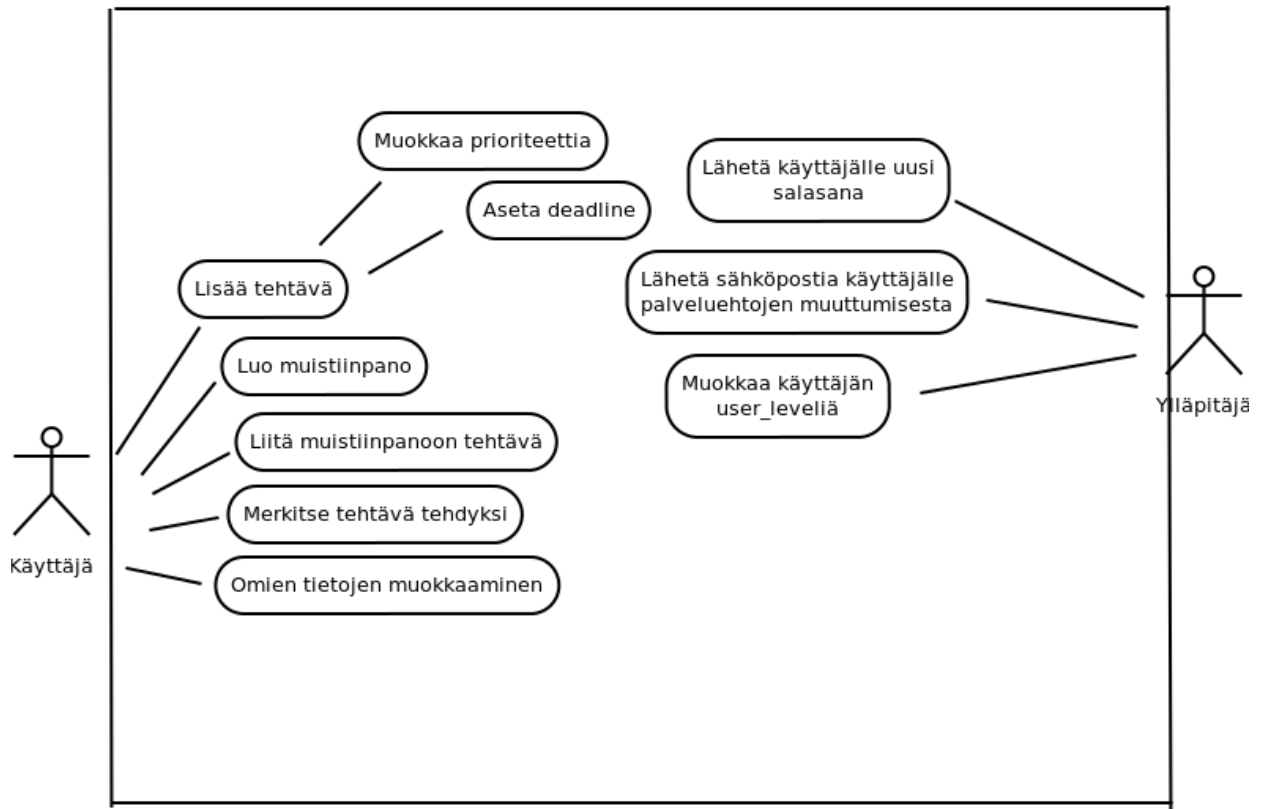 Muokkaa prioriteettia
Aseta deadline
Lisää tehtävä
Luo muistiinpano
Liitä muistiinpanoon tehtävä
Merkitse tehtävä tehdyksi
Omien tietojen muokkaaminen
Käyttäjä
Lähetä käyttäjälle uusi
salasana
Lähetä sähköpostia käyttäjälle
palveluehtojen muuttumisesta
Muokkaa käyttäjän
user_leveliä
Ylläpitäjä